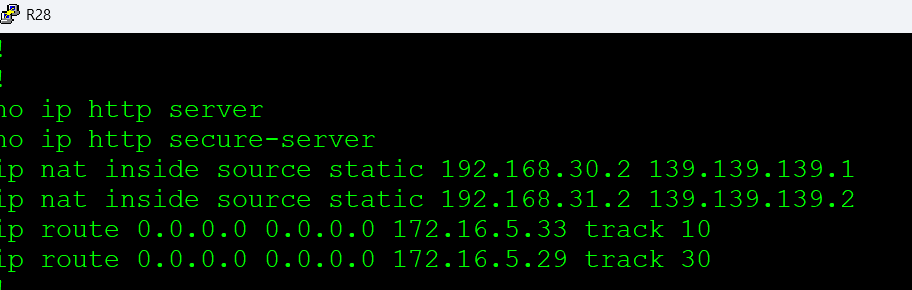 R28
!
!
no ip http server
no ip http secure-server
ip nat inside source static 192.168.30.2 139.139.139.1
ip nat inside source static 192.168.31.2 139.139.139.2
ip route 0.0.0.0 0.0.0.0 172.16.5.33 track 10
ip route 0.0.0.0 0.0.0.0 172.16.5.29 track 30
!